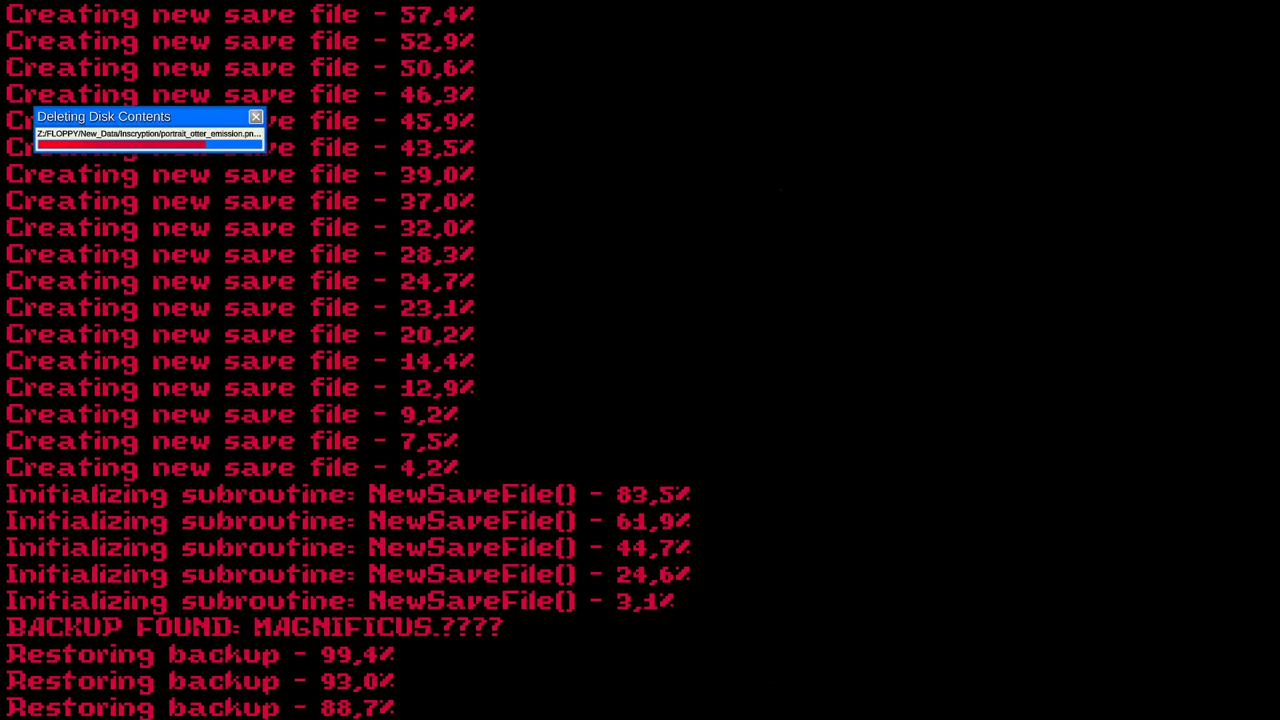 Creating new save file - 57,4%
Creating new save file - 52,9%
Creating new save file - 50,6%
Creating new save file - 46,3%
Deleting Disk Contents
Creating new save file - 45,9%
Z:/FLOPPY/New_Data/Inscryption/portrait_otter_emission.pn...
Creating new save file - 43,5%
Creating new save file - 39,0%
Creating new save file - 37,0%
Creating new save file - 32,0%
Creating new save file - 28,3%
Creating new save file - 24,7%
Creating new save file - 23,1%
Creating new save file - 20,2%
Creating new save file - 14,4%
Creating new save file - 12,9%
Creating new save file - 9,2%
Creating new save file - 7,5%
Creating new save file - 4,2%
Initializing subroutine: NewSaveFile() - 83,5%
Initializing subroutine: NewSaveFile() - 61,9%
Initializing subroutine: NewSaveFile() - 44,7%
Initializing subroutine: NewSaveFile() - 24,6%
Initializing subroutine: NewSaveFile() - 3,1%
BACKUP FOUND: MAGNIFICUS.????
Restoring backup - 99,4%
Restoring backup - 93,0%
Restoring backup - 88,7%